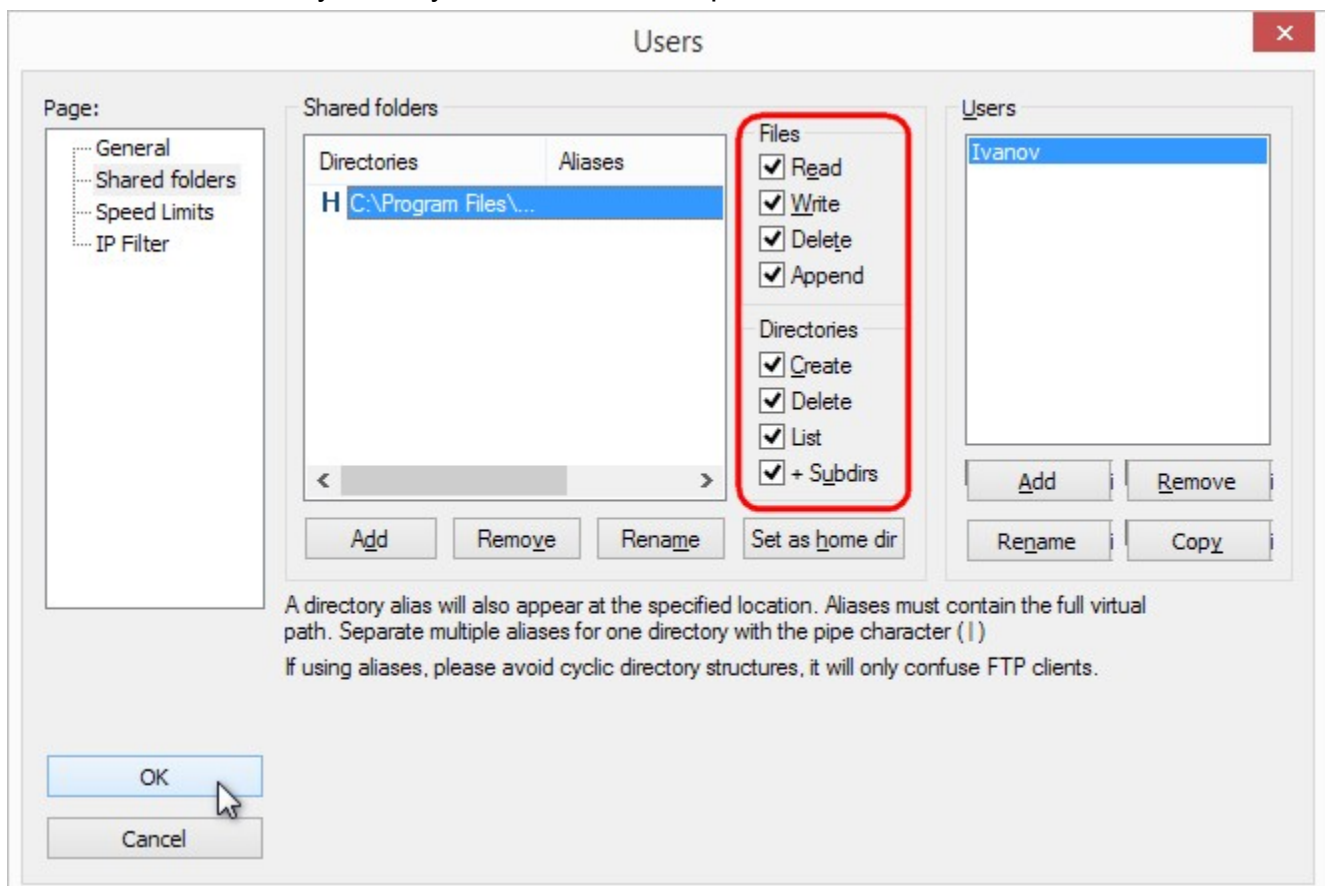 Users
Page:
General
Shared folders
Speed Limits
IP Filter
Shared folders
Directories Aliases
H C:\Program Files\...
Files
Read
Write
Delete
Append
Directories
Create
Delete
List
+ Subdirs
Add Remove Rename Set as home dir
Users
Ivanov
Add Remove
Rename Copy
A directory alias will also appear at the specified location. Aliases must contain the full virtual
path. Separate multiple aliases for one directory with the pipe character (|)
If using aliases, please avoid cyclic directory structures, it will only confuse FTP clients.
OK
Cancel